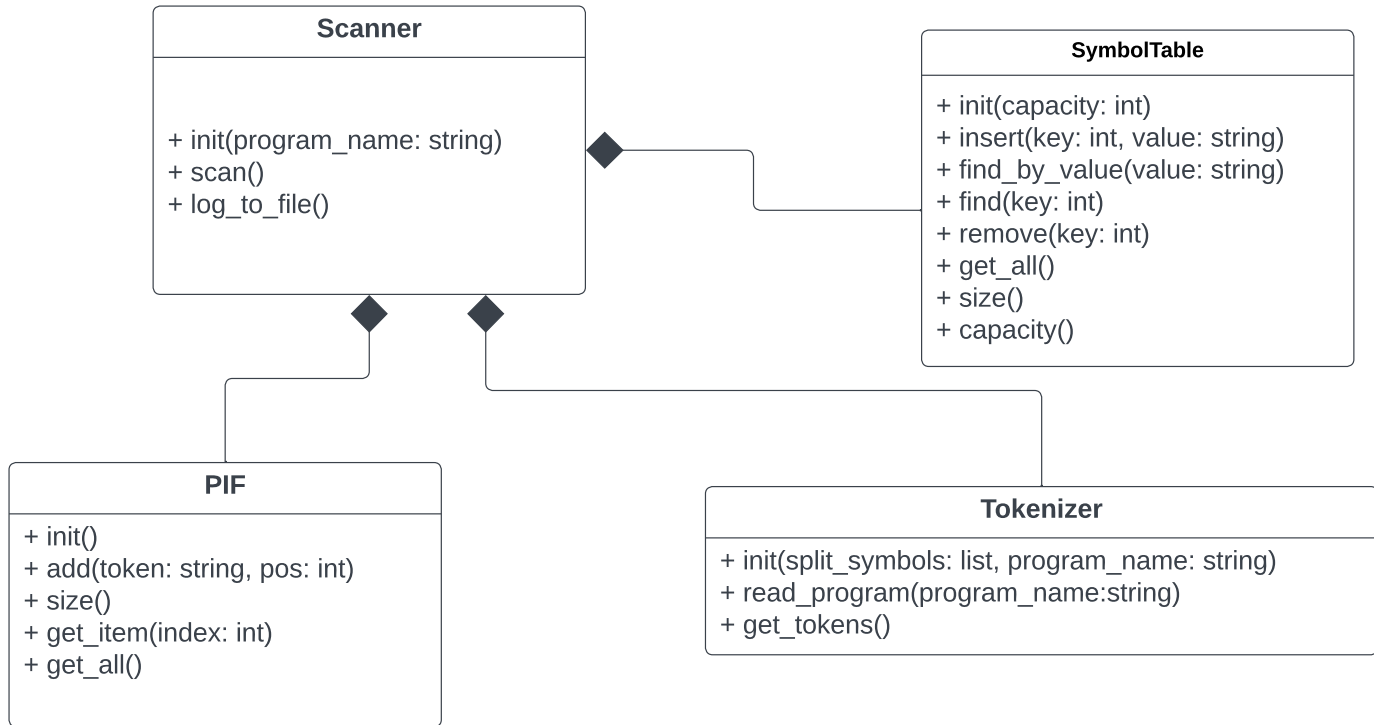 Scanner
+ init(program_name: string)
+ scan()
+ log_to_file()
SymbolTable
+ init(capacity: int)
+ insert(key: int, value: string)
+ find_by_value(value: string)
+ find(key: int)
+ remove(key: int)
+ get_all()
+ size()
+ capacity()
PIF
+ init()
+ add(token: string, pos: int)
+ size()
+ get_item(index: int)
+ get_all()
Tokenizer
+ init(split_symbols: list, program_name: string)
+ read_program(program_name:string)
+ get_tokens()